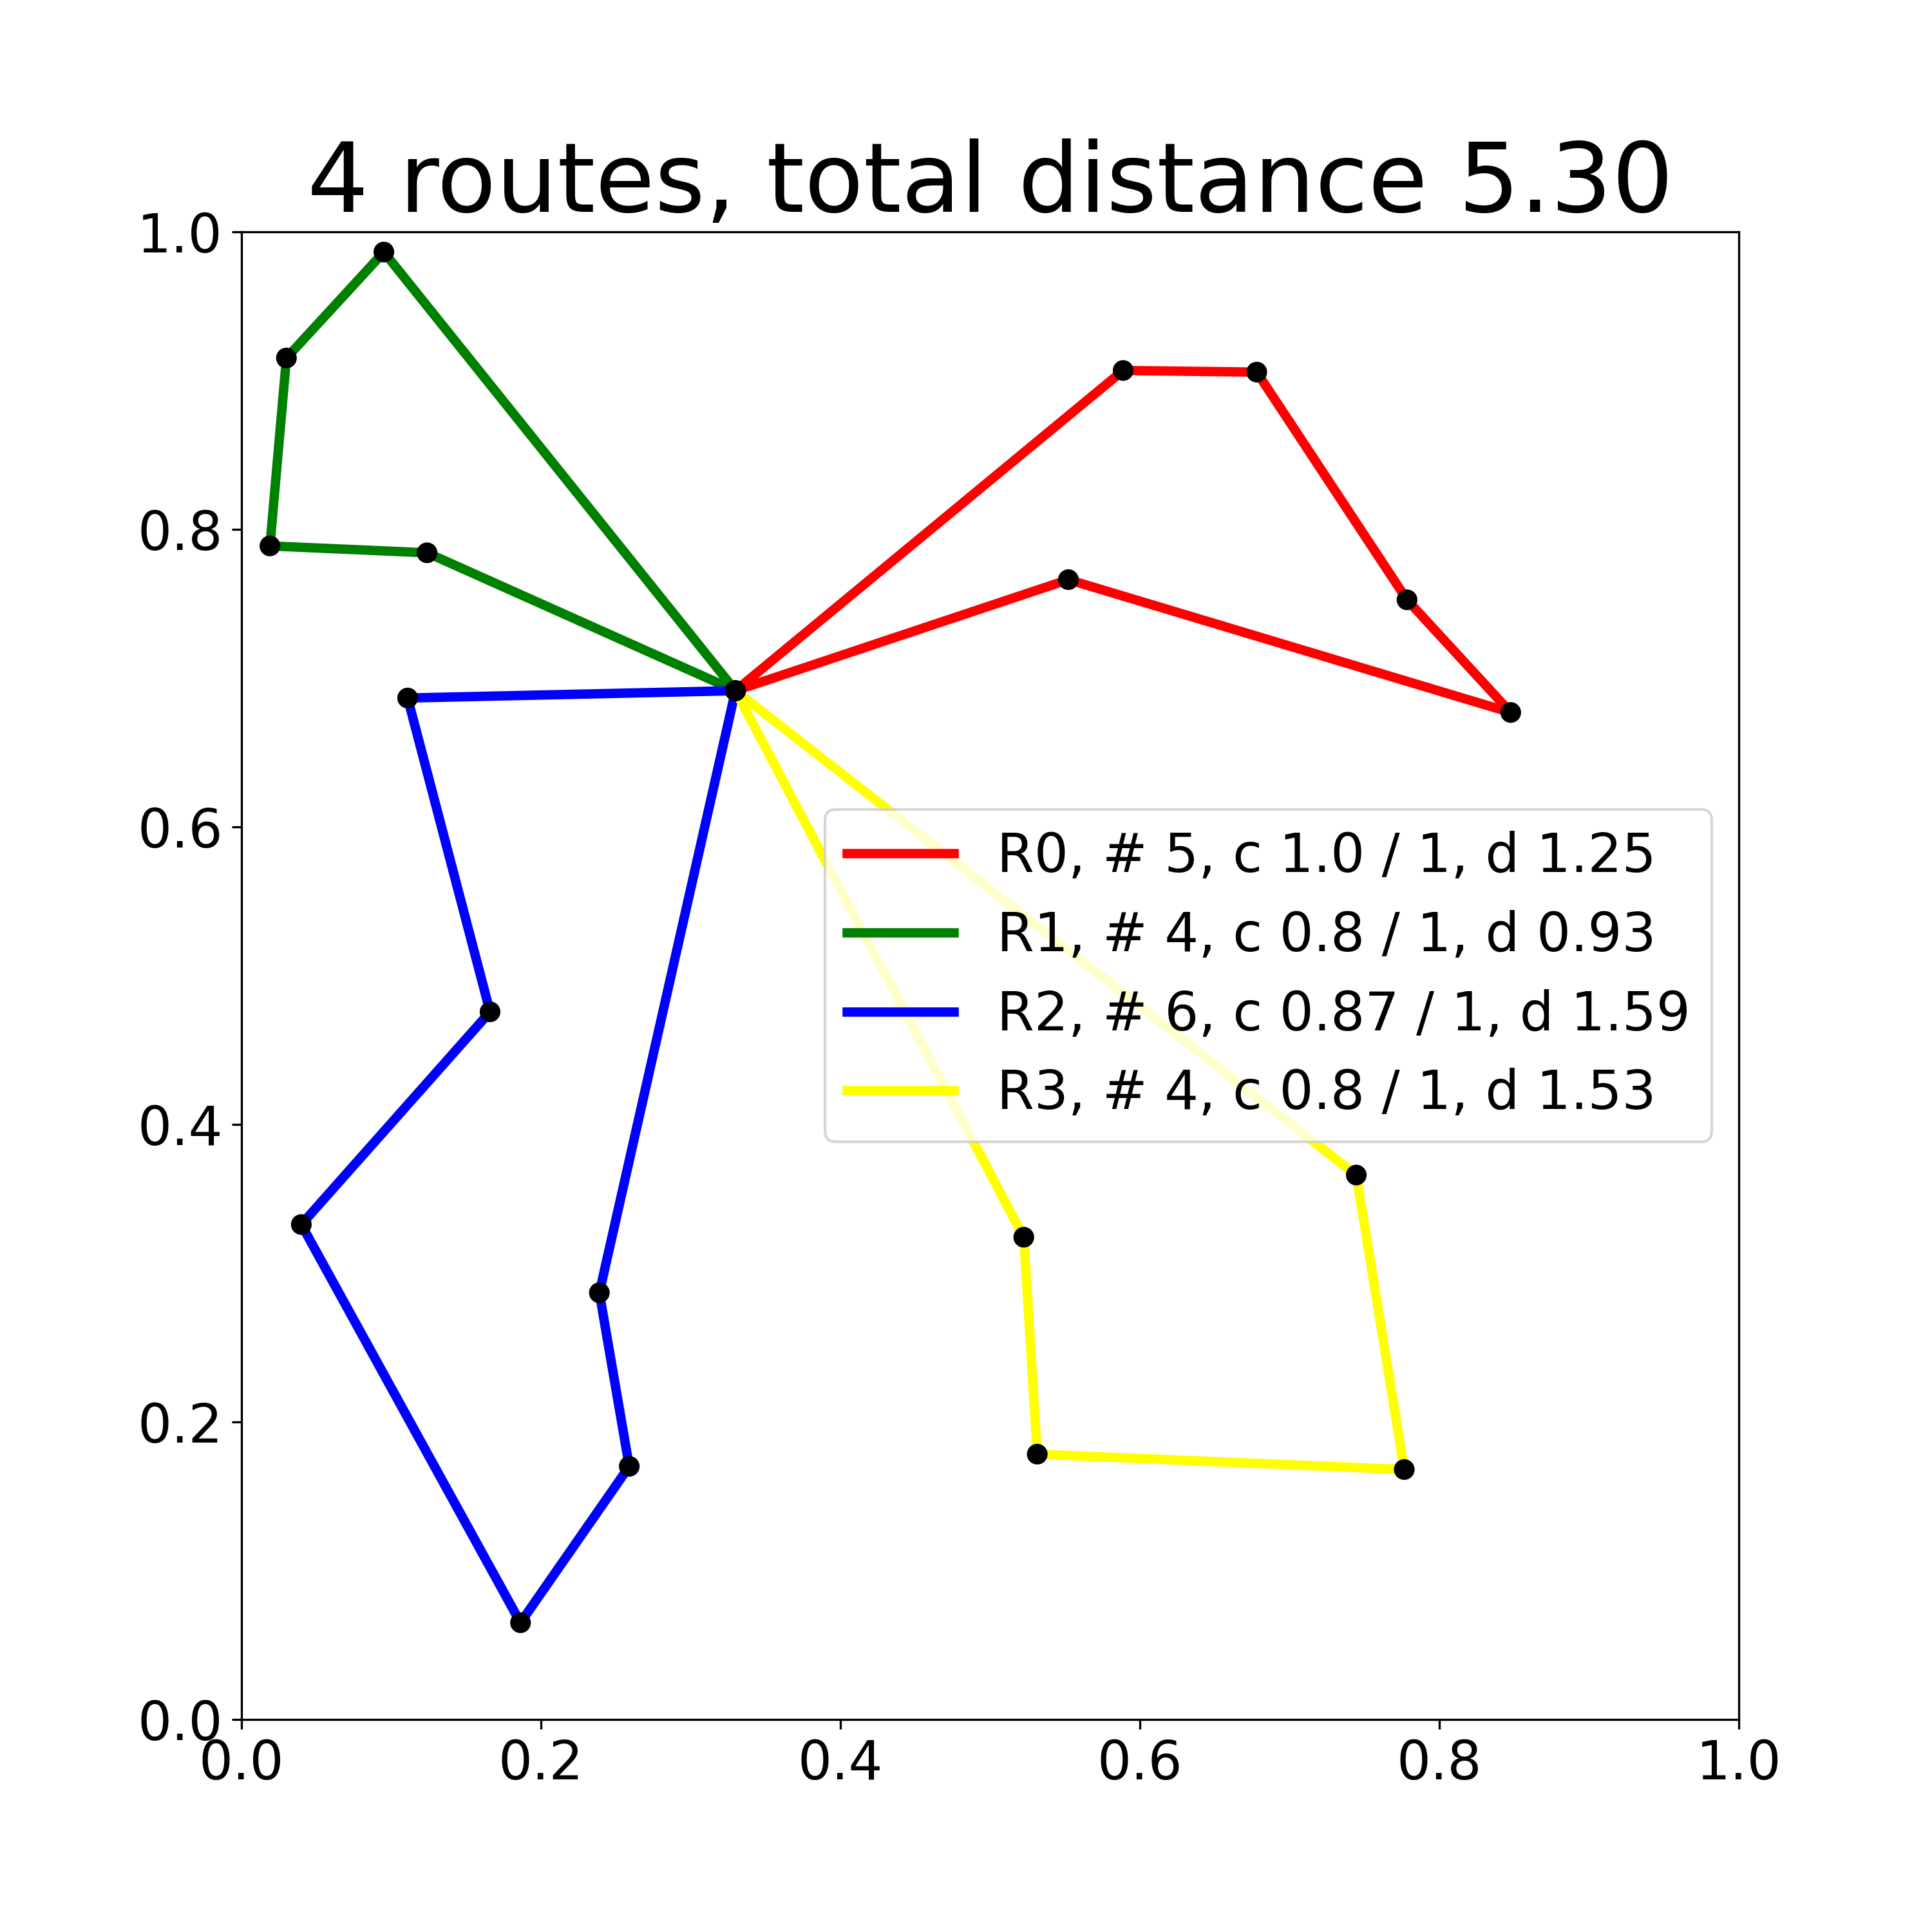 4 routes, total distance 5.30
1.0
0.8
0.6
0.4
0.2
0.0
R0, # 5, c 1.0 / 1, d 1.25
R1, # 4, c 0.8 / 1, d 0.93
R2, # 6, c 0.87 / 1, d 1.59
R3, # 4, c 0.8 / 1, d 1.53
0.0 0.2 0.4 0.6 0.8 1.0